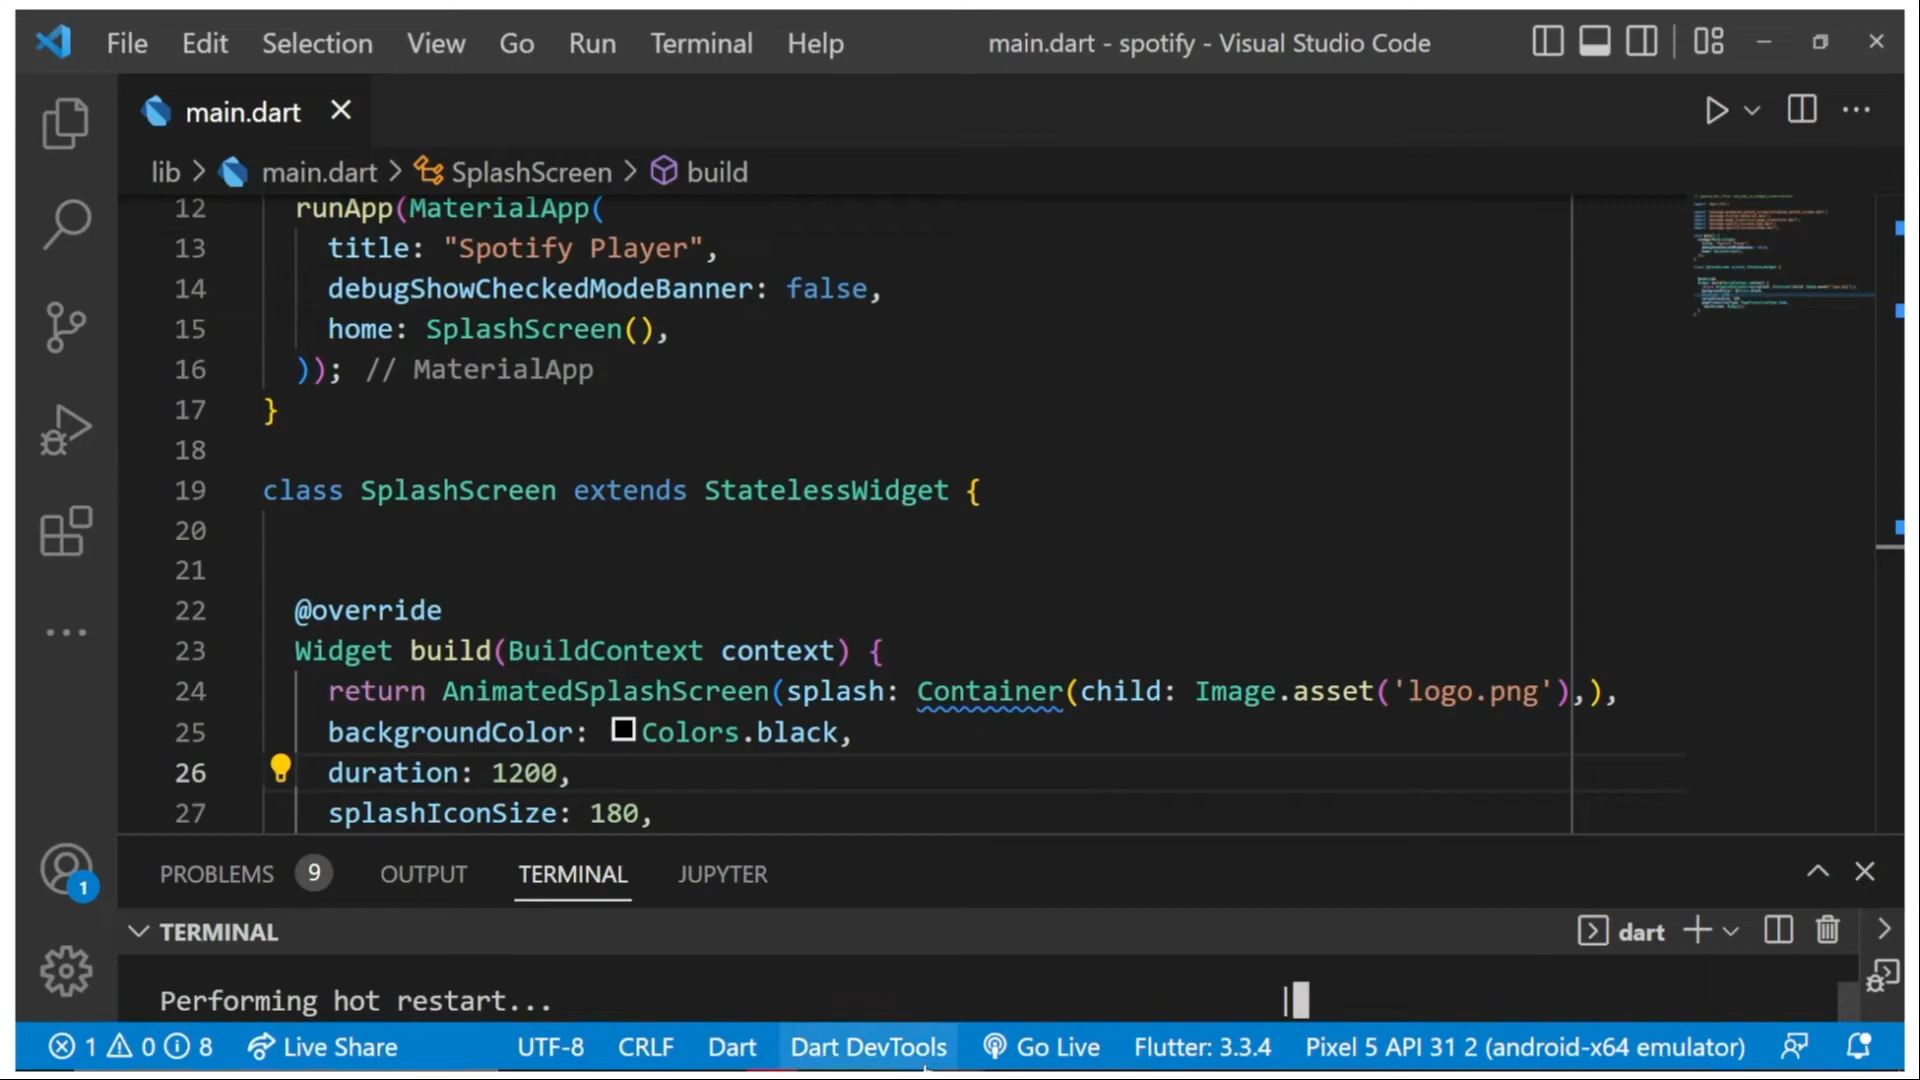 File Edit Selection View Go Run Terminal Help main.dart - spotify - Visual Studio Code
main.dart
lib > main.dart > SplashScreen > build
12 runApp(MaterialApp(
13 title: "Spotify Player",
14 debugShowCheckedModeBanner: false,
15 home: SplashScreen(),
16 )); // MaterialApp
17 }
18
19 class SplashScreen extends StatelessWidget {
20
21
22 @override
23 Widget build(BuildContext context) {
24 return AnimatedSplashScreen(splash: Container(child: Image.asset('logo.png'),),
25 backgroundColor: Colors.black,
26 duration: 1200,
27 splashIconSize: 180,
PROBLEMS 9 OUTPUT TERMINAL JUPYTER
1
TERMINAL dart
Performing hot restart...
1 0 8 Live Share UTF-8 CRLF Dart Dart DevTools Go Live Flutter: 3.3.4 Pixel 5 API 31 2 (android-x64 emulator)